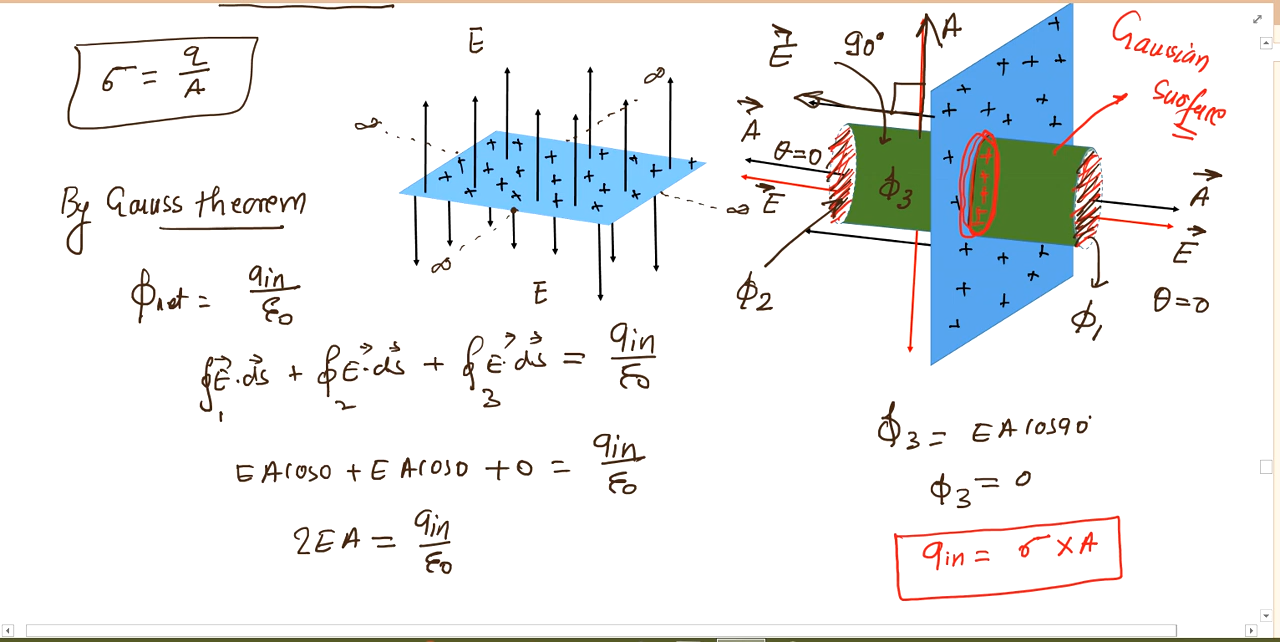 σ = q/A
By Gauss theorem
ϕnet = qin/ε0
∮1 E⃗.ds⃗ + ∮2 E⃗.ds⃗ + ∮3 E⃗.ds⃗ = qin/ε0
EAcos0 + EAcos0 + 0 = qin/ε0
2EA = qin/ε0
E
∞
∞
∞
∞
E
E⃗
90°
A
Gaussian
Surface
A⃗
θ=0
E⃗
ϕ3
ϕ2
A⃗
E⃗
θ=0
ϕ1
ϕ3 = EAcos90°
ϕ3 = 0
qin = σ×A